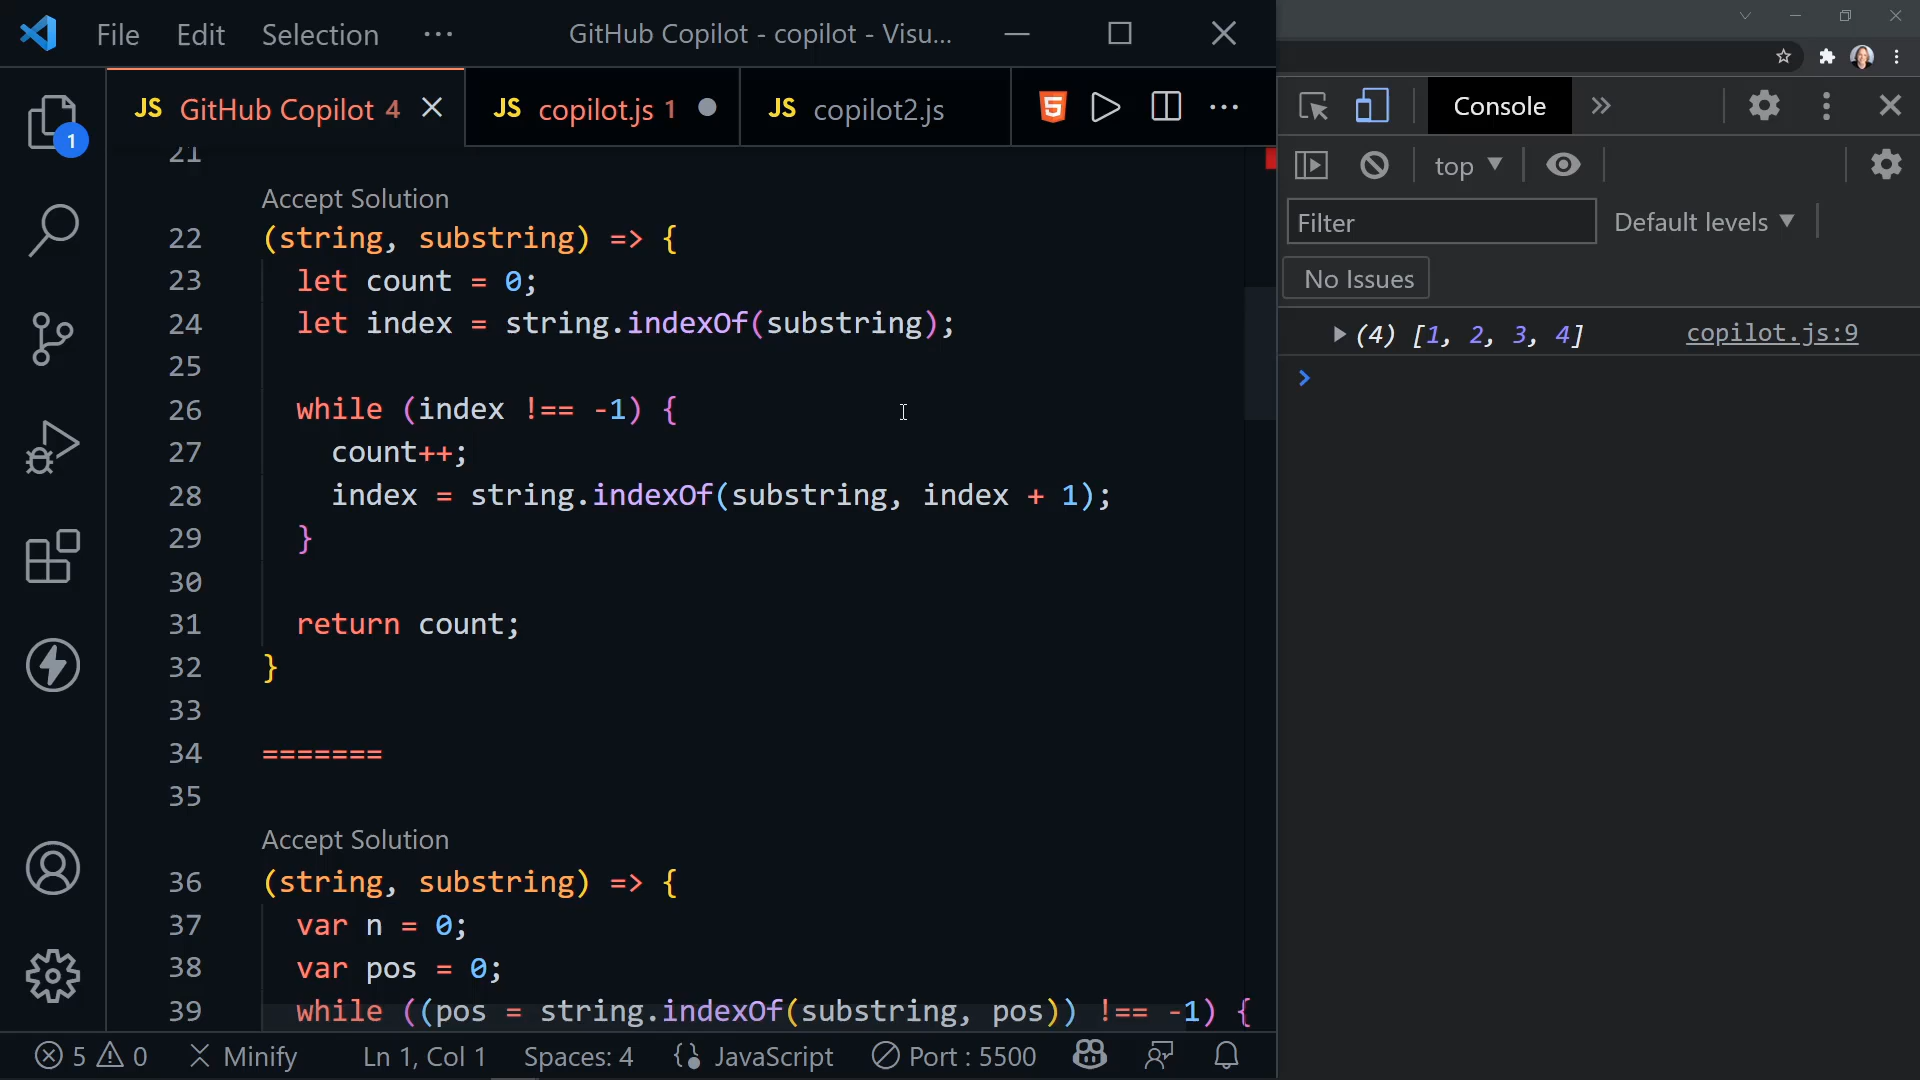 File Edit Selection ··· GitHub Copilot - copilot - Visu...
JS GitHub Copilot 4 JS copilot.js 1 JS copilot2.js
21
Accept Solution
22 (string, substring) => {
23 let count = 0;
24 let index = string.indexOf(substring);
25
26 while (index !== -1) {
27 count++;
28 index = string.indexOf(substring, index + 1);
29 }
30
31 return count;
32 }
33
34 =======
35
Accept Solution
36 (string, substring) => {
37 var n = 0;
38 var pos = 0;
39 while ((pos = string.indexOf(substring, pos)) !== -1) {
1
5 0 Minify Ln 1, Col 1 Spaces: 4 JavaScript Port : 5500
Console
top
Filter Default levels
No Issues
(4) [1, 2, 3, 4] copilot.js:9